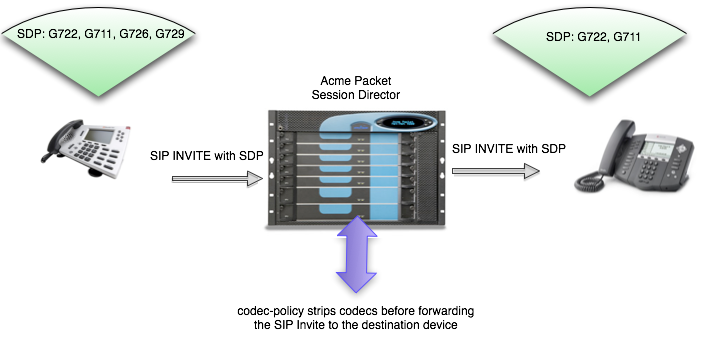 SDP: G722, G711, G726, G729
SDP: G722, G711
Acme Packet
Session Director
SIP INVITE with SDP
SIP INVITE with SDP
codec-policy strips codecs before forwarding
the SIP Invite to the destination device